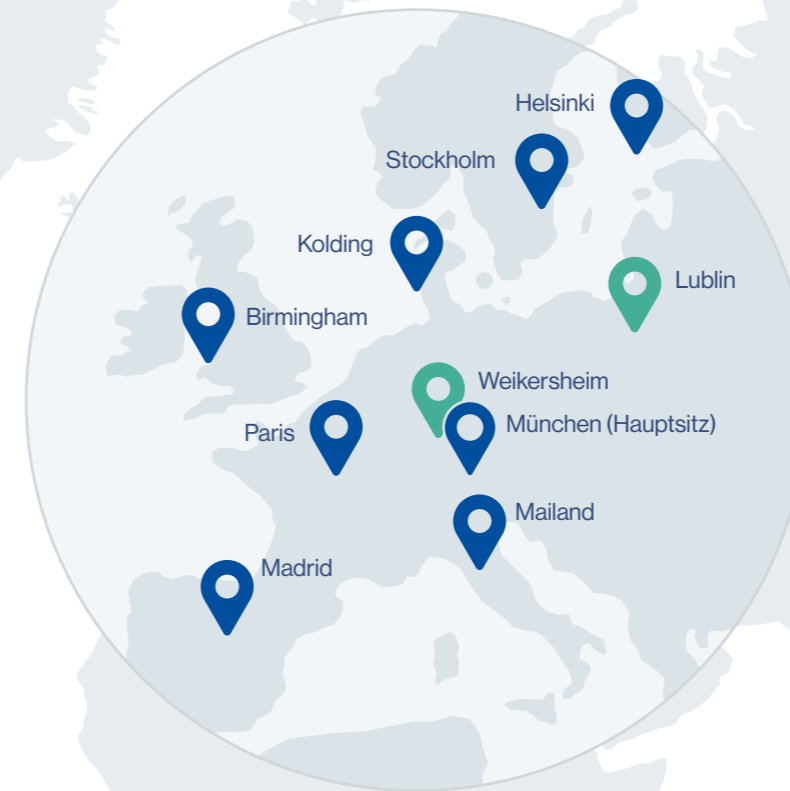 Helsinki
Stockholm
Kolding
Lublin
Birmingham
Weikersheim
München (Hauptsitz)
Paris
Mailand
Madrid